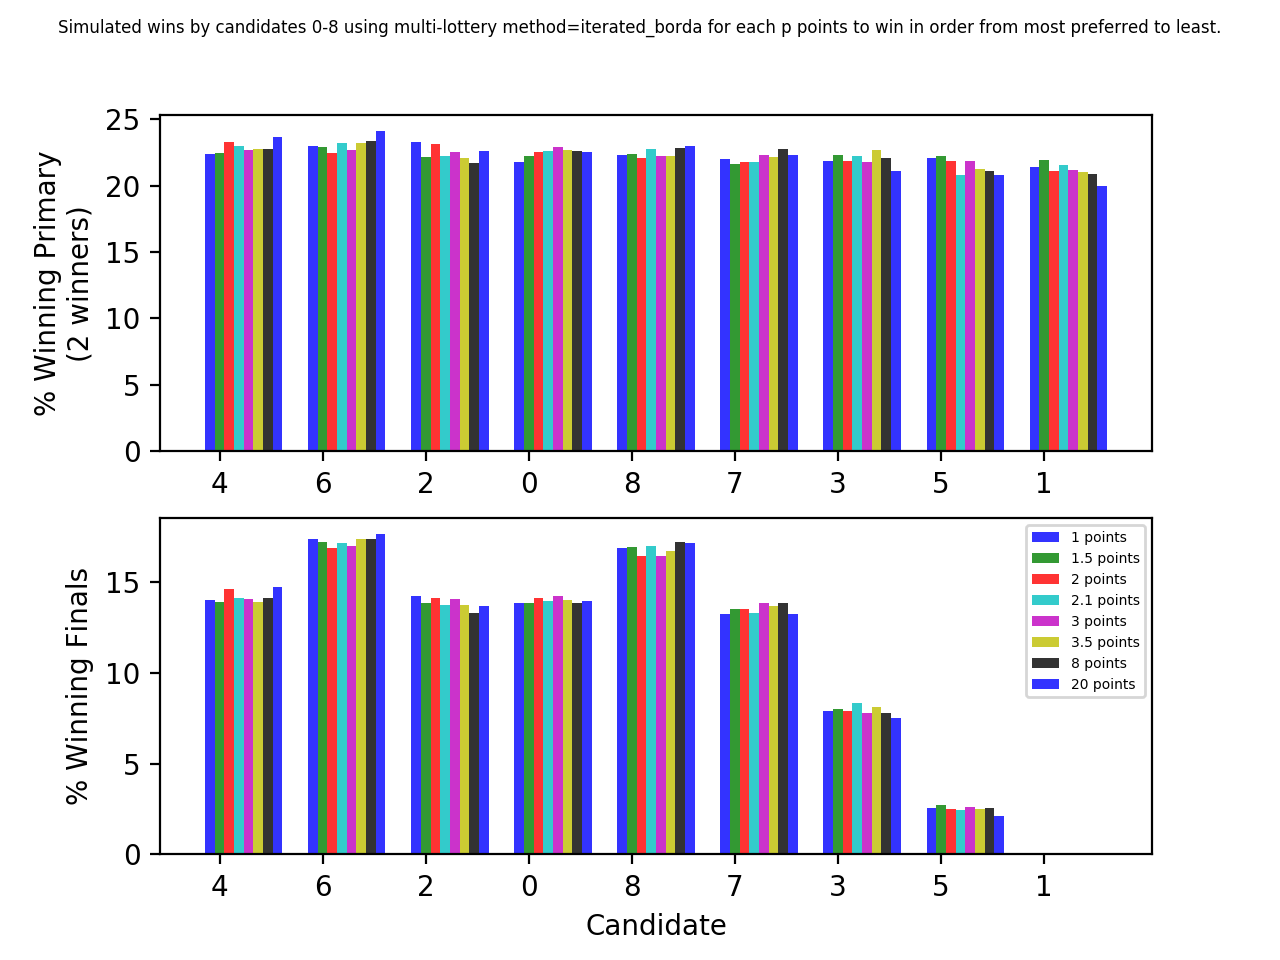 Simulated wins by candidates 0-8 using multi-lottery method=iterated_borda for each p points to win in order from most preferred to least.
% Winning Primary
(2 winners)
25
20
15
10
5
0
4 6 2 0 8 7 3 5 1
% Winning Finals
15
10
5
0
1 points
1.5 points
2 points
2.1 points
3 points
3.5 points
8 points
20 points
4 6 2 0 8 7 3 5 1
Candidate